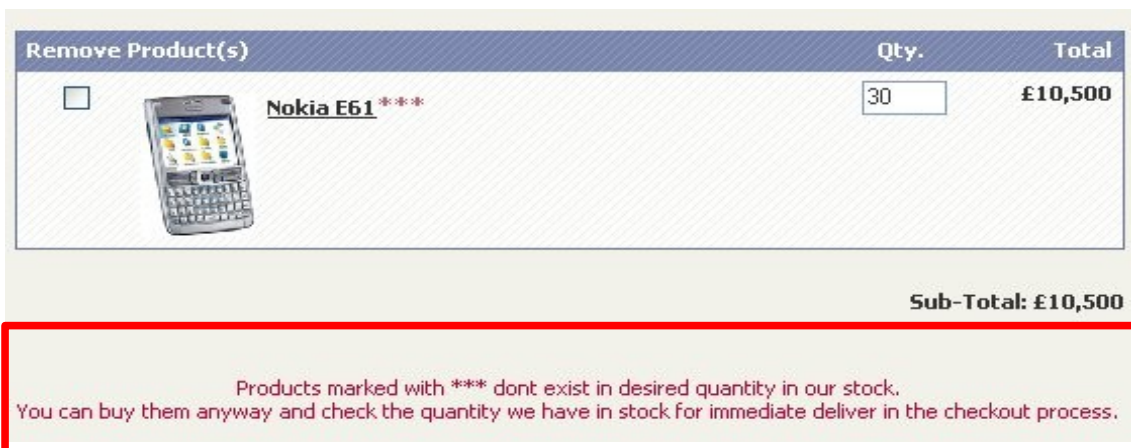 Remove Product(s) Qty. Total
Nokia E61*** 30 £10,500
Sub-Total: £10,500
Products marked with *** dont exist in desired quantity in our stock.
You can buy them anyway and check the quantity we have in stock for immediate deliver in the checkout process.